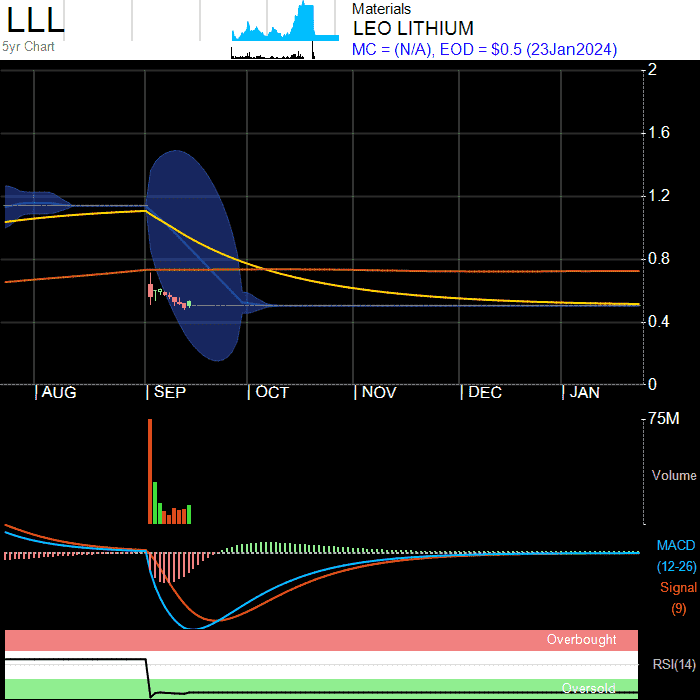 LLL
5yr Chart
Materials
LEO LITHIUM
MC = (N/A), EOD = $0.5 (23Jan2024)
2
1.6
1.2
0.8
0.4
0
| AUG | SEP | OCT | NOV | DEC | JAN
75M
Volume
MACD
(12-26)
Signal
(9)
Overbought
RSI(14)
Oversold